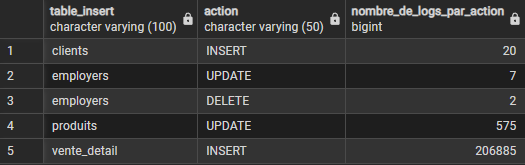 table_insert action nombre_de_logs_par_action
character varying (100) character varying (50) bigint
1 clients INSERT 20
2 employers UPDATE 7
3 employers DELETE 2
4 produits UPDATE 575
5 vente_detail INSERT 206885